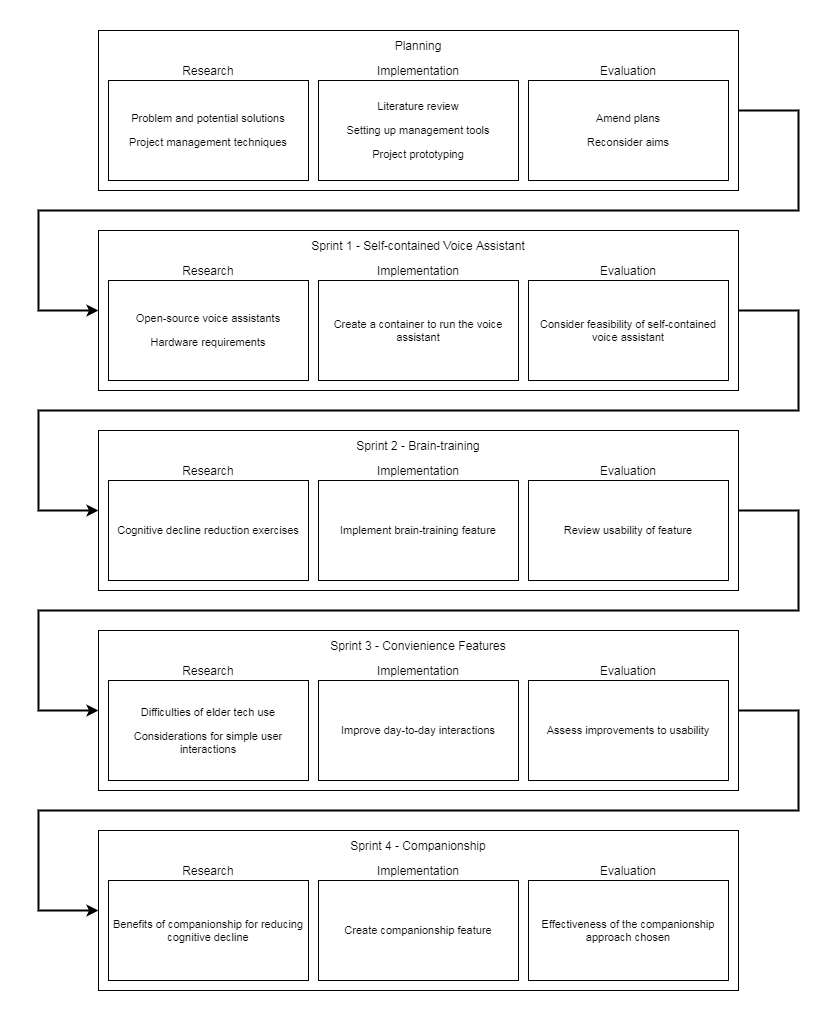 Planning
Research
Implementation
Evaluation
Problem and potential solutions
Project management techniques
Literature review
Setting up management tools
Project prototyping
Amend plans
Reconsider aims
Sprint 1 - Self-contained Voice Assistant
Research
Implementation
Evaluation
Open-source voice assistants
Hardware requirements
Create a container to run the voice
assistant
Consider feasibility of self-contained
voice assistant
Sprint 2 - Brain-training
Research
Implementation
Evaluation
Cognitive decline reduction exercises
Implement brain-training feature
Review usability of feature
Sprint 3 - Convienience Features
Research
Implementation
Evaluation
Difficulties of elder tech use
Considerations for simple user
interactions
Improve day-to-day interactions
Assess improvements to usability
Sprint 4 - Companionship
Research
Implementation
Evaluation
Benefits of companionship for reducing
cognitive decline
Create companionship feature
Effectiveness of the companionship
approach chosen